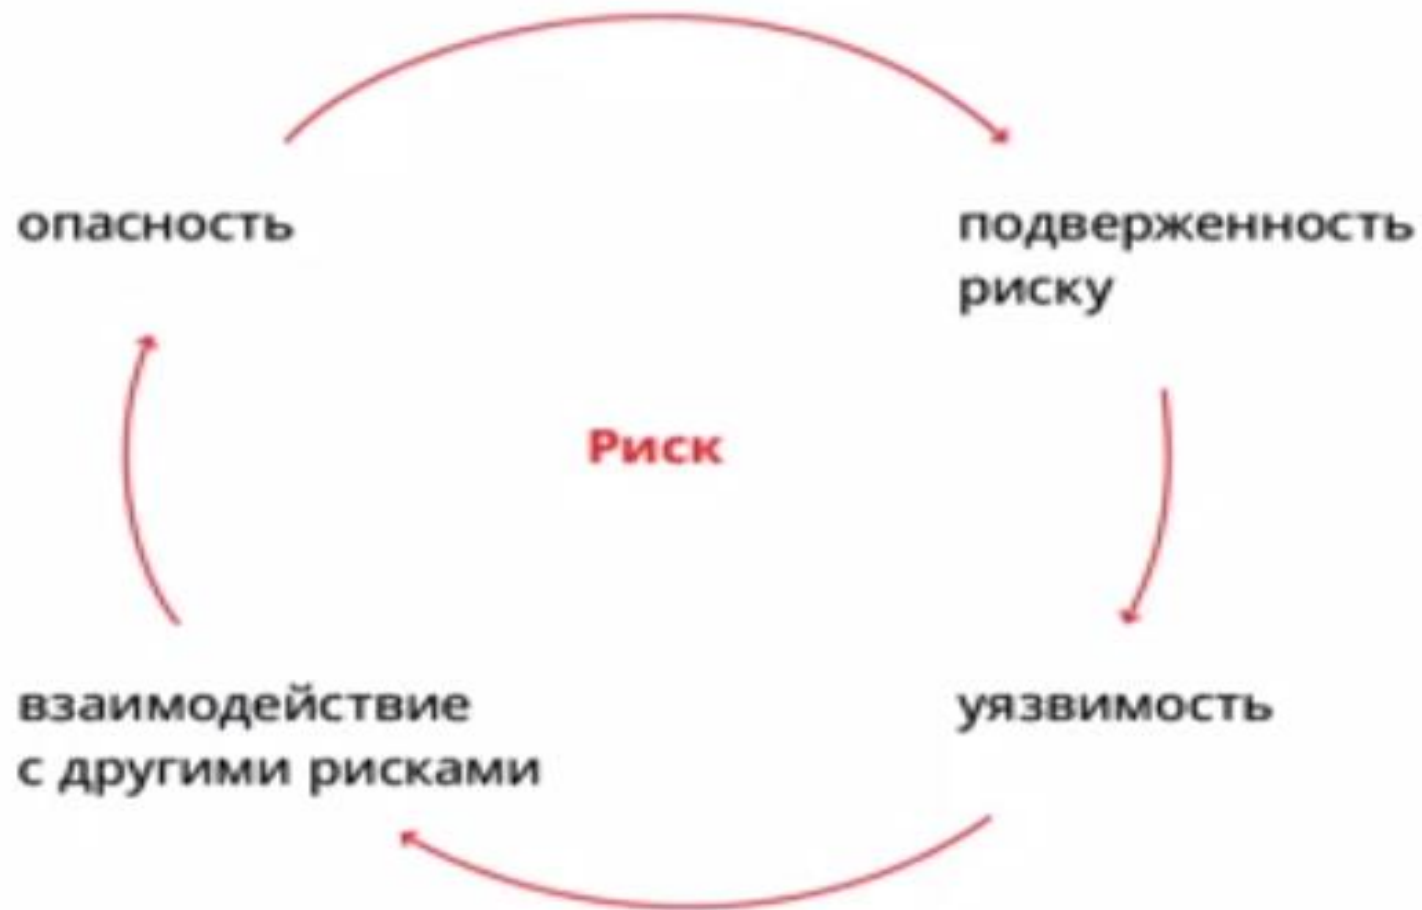 опасность
подверженность
риску
Риск
взаимодействие
с другими рисками
уязвимость